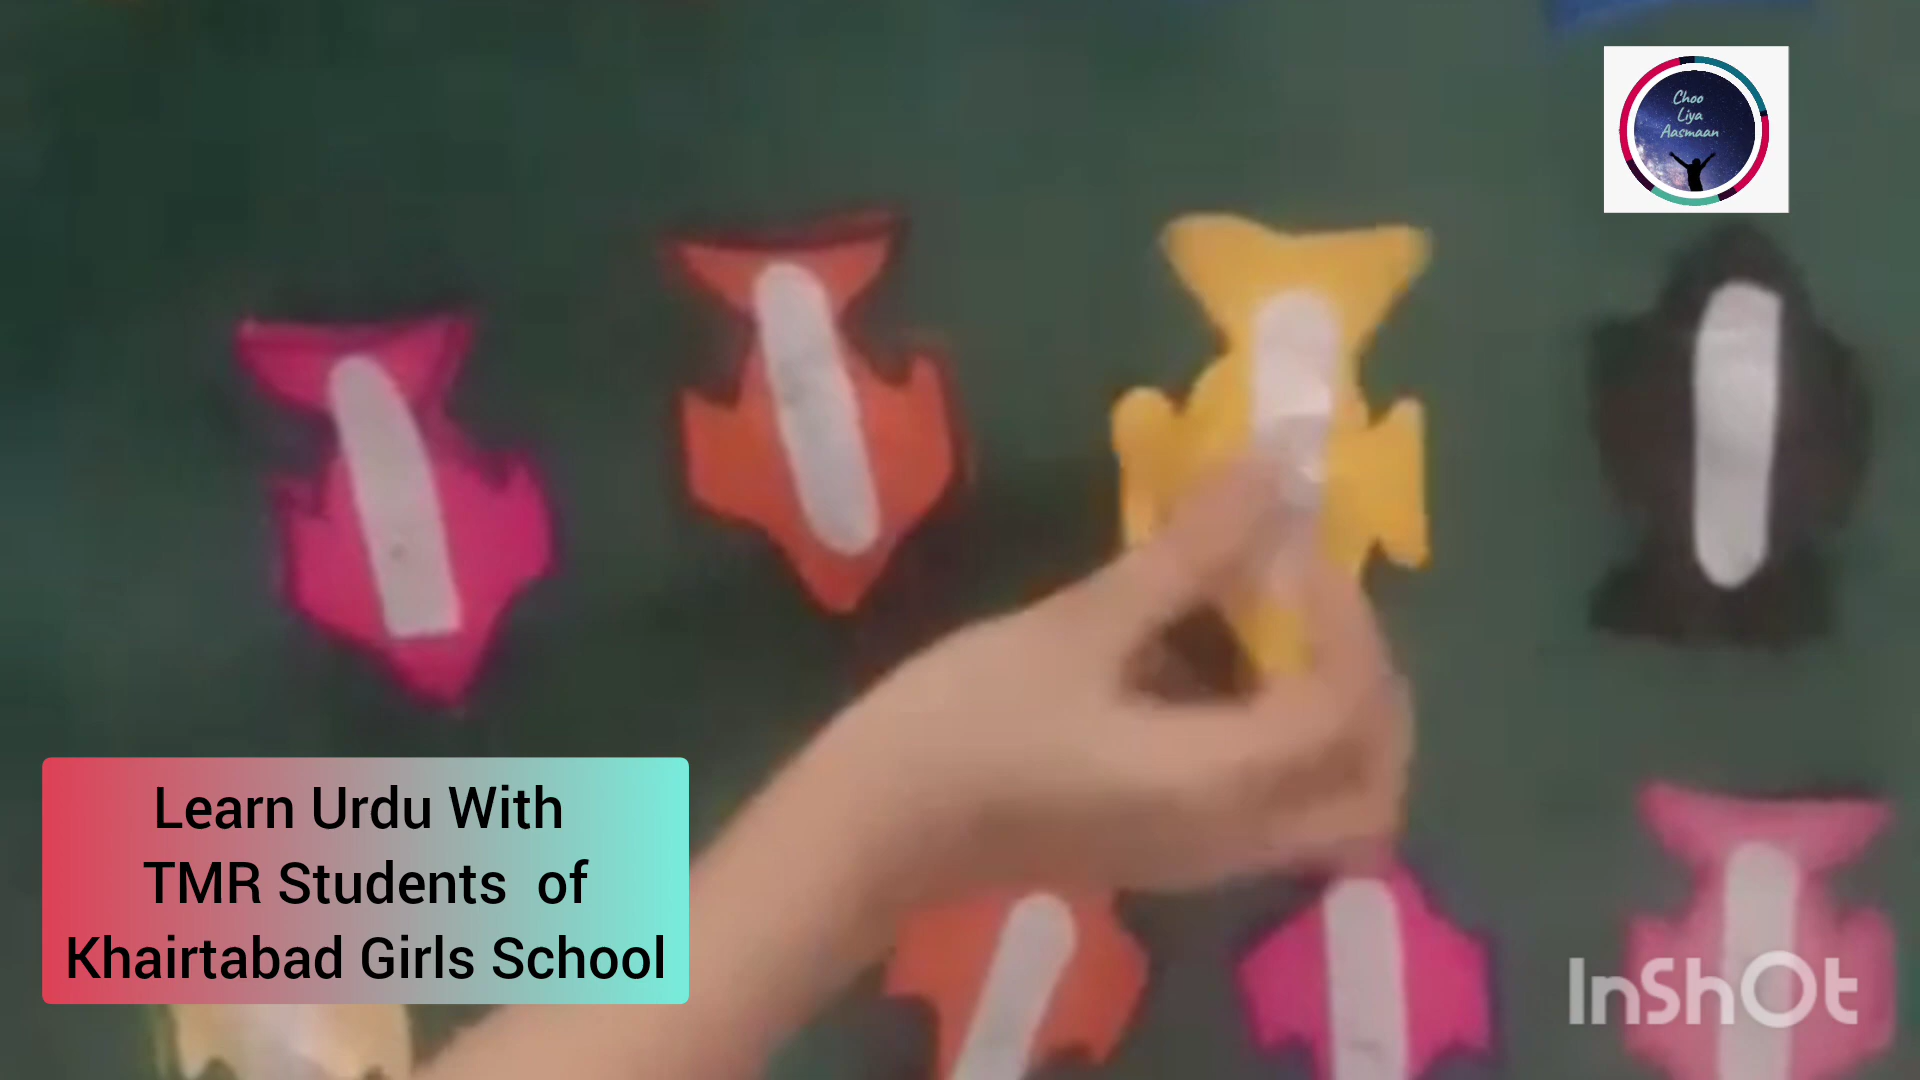 Choo
Liya
Aasmaan
Learn Urdu With
TMR Students of
Khairtabad Girls School
InShOt